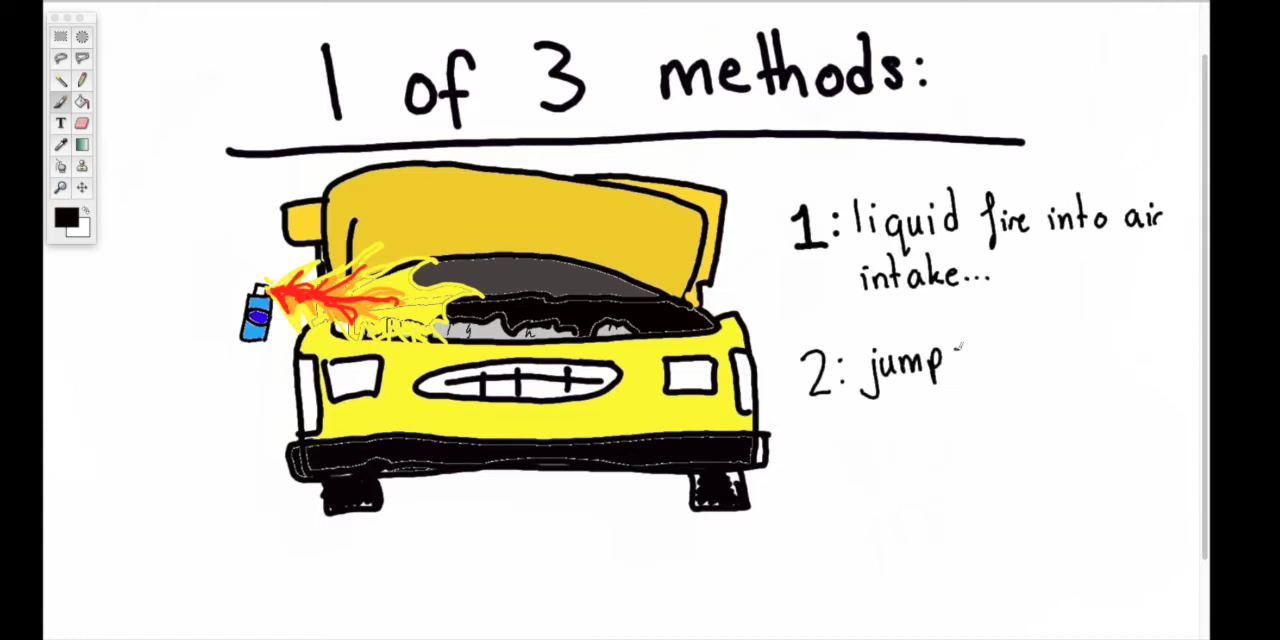 1 of 3 methods:
1: liquid fire into air
intake...
2: jump
T